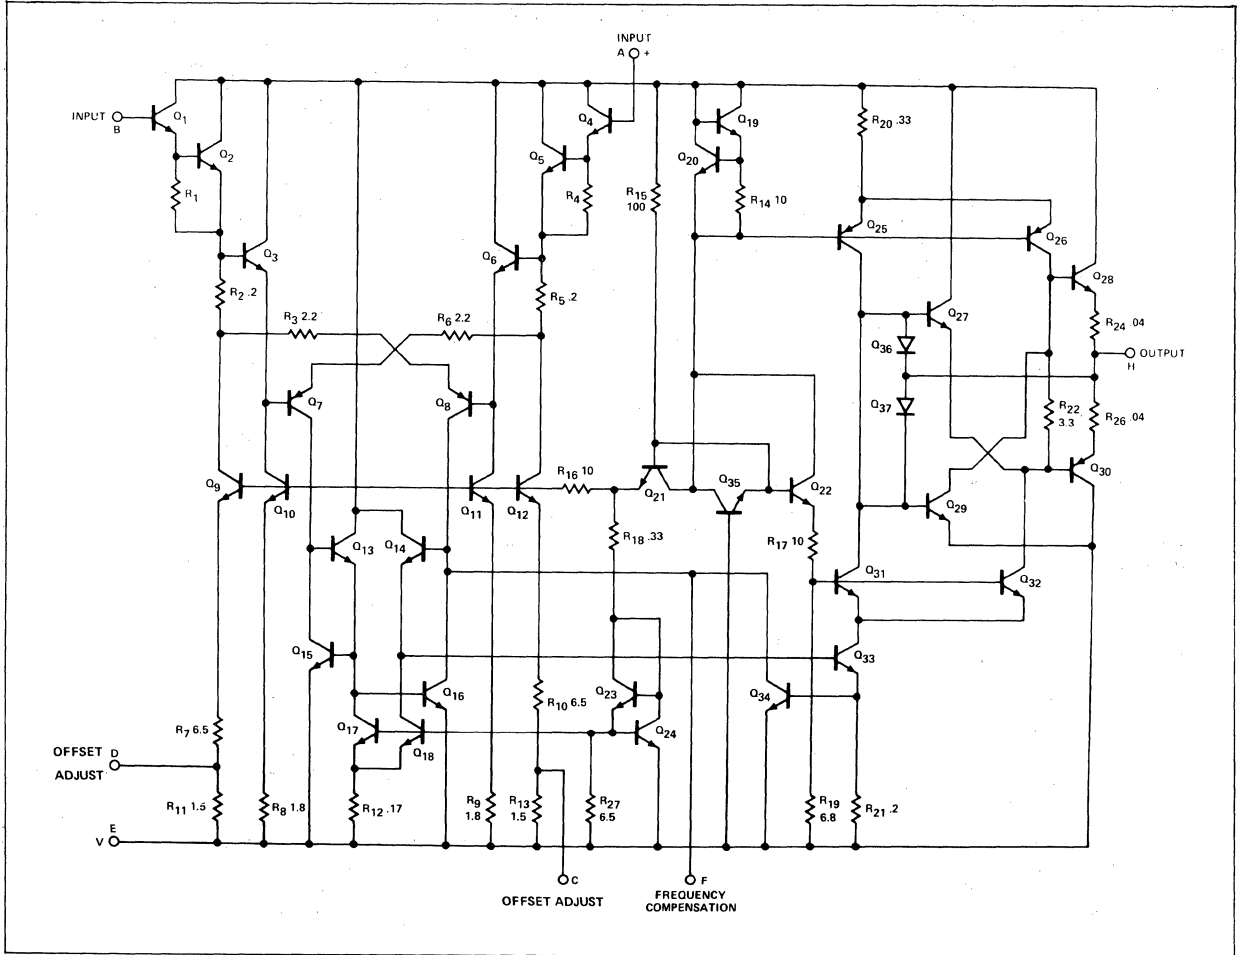 INPUT
A +
INPUT
B
Q1
Q2
R1
Q3
R2 .2
Q4
Q5
R4
Q6
R5 .2
R3 2.2
R6 2.2
R15
100
Q19
Q20
R14 10
R20 .33
Q25
Q26
Q28
Q27
R24 .04
Q36
OUTPUT
H
Q37
R22
3.3
R26 .04
Q7
Q8
Q9
Q10
Q11
Q12
R16 10
Q21
Q35
Q22
Q29
Q30
Q13
Q14
R18 .33
R17 10
Q31
Q32
Q15
Q16
Q33
Q34
R7 6.5
Q17
Q18
R10 6.5
Q23
Q24
OFFSET D
ADJUST
R11 1.5
R8 1.8
R12 .17
R9
1.8
R13
1.5
R27
6.5
R19
6.8
R21 .2
E
V
C
OFFSET ADJUST
F
FREQUENCY
COMPENSATION